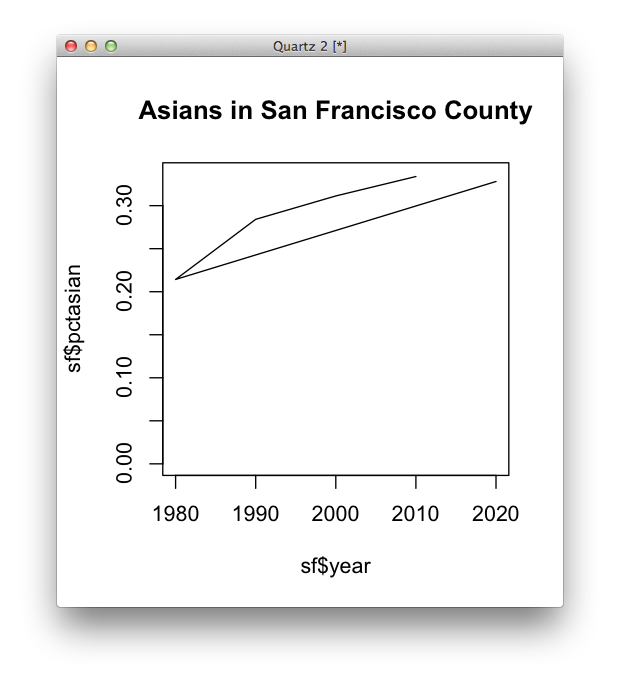 Quartz 2 [*]
Asians in San Francisco County
sf$pctasian
0.30
0.20
0.10
0.00
1980 1990 2000 2010 2020
sf$year